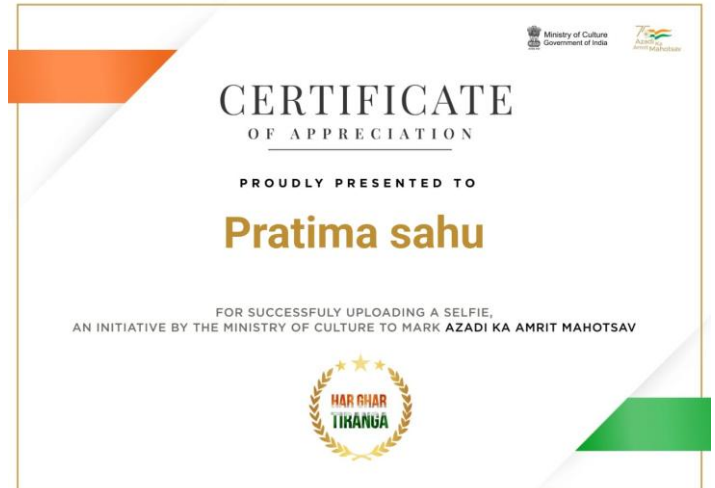 Ministry of Culture
Government of India
75
Azadi Ka
Amrit Mahotsav
CERTIFICATE
OF APPRECIATION
PROUDLY PRESENTED TO
Pratima sahu
FOR SUCCESSFULY UPLOADING A SELFIE,
AN INITIATIVE BY THE MINISTRY OF CULTURE TO MARK AZADI KA AMRIT MAHOTSAV
HAR GHAR
TIRANGA